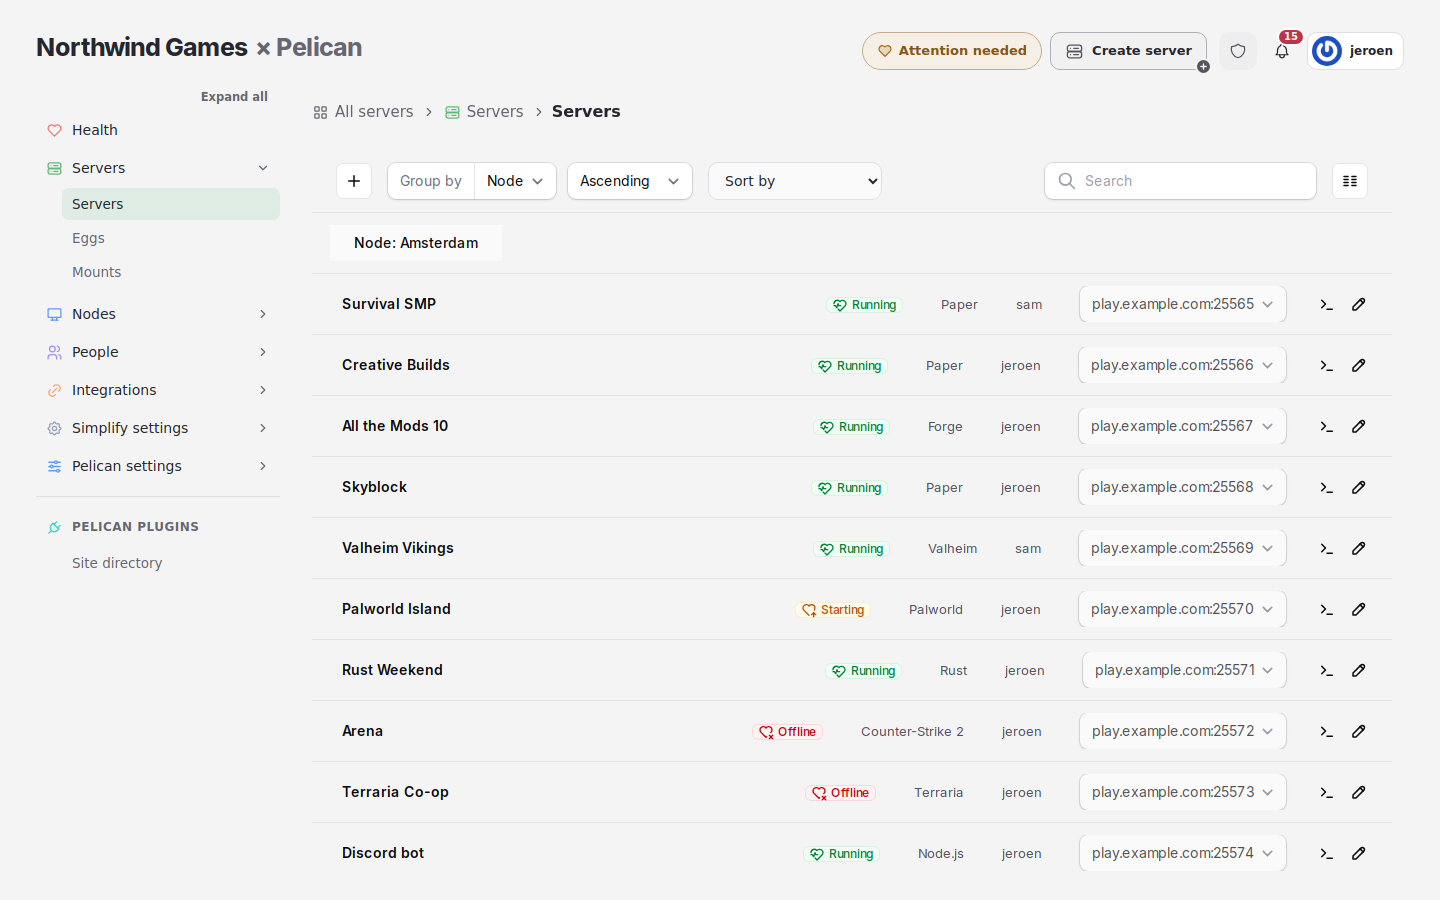 Northwind Games × Pelican
Attention needed
Create server
15
jeroen
Expand all
Health
Servers
Servers
Eggs
Mounts
Nodes
People
Integrations
Simplify settings
Pelican settings
PELICAN PLUGINS
Site directory
All servers > Servers > Servers
Group by Node Ascending Sort by Search
Node: Amsterdam
Survival SMP Running Paper sam play.example.com:25565
Creative Builds Running Paper jeroen play.example.com:25566
All the Mods 10 Running Forge jeroen play.example.com:25567
Skyblock Running Paper jeroen play.example.com:25568
Valheim Vikings Running Valheim sam play.example.com:25569
Palworld Island Starting Palworld jeroen play.example.com:25570
Rust Weekend Running Rust jeroen play.example.com:25571
Arena Offline Counter-Strike 2 jeroen play.example.com:25572
Terraria Co-op Offline Terraria jeroen play.example.com:25573
Discord bot Running Node.js jeroen play.example.com:25574